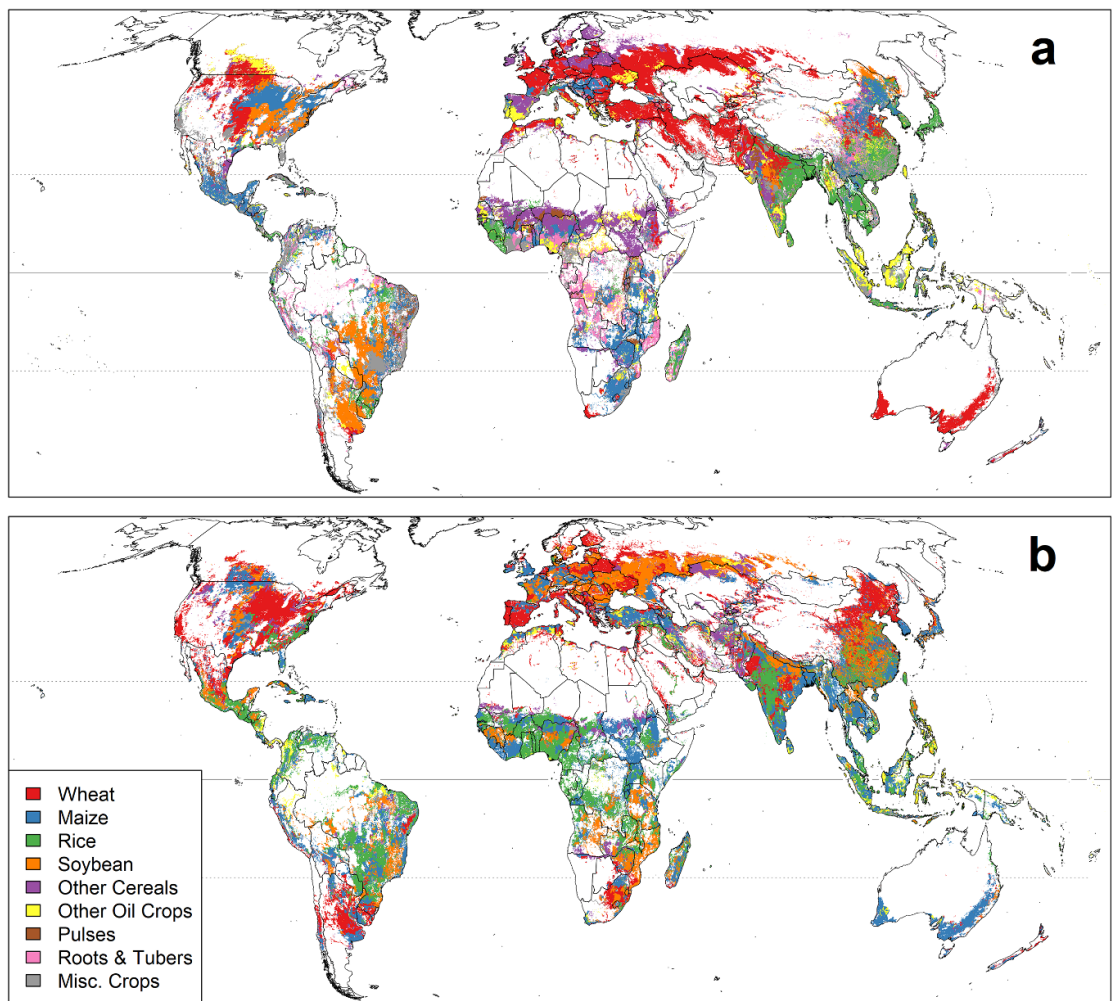 a
b
Wheat
Maize
Rice
Soybean
Other Cereals
Other Oil Crops
Pulses
Roots & Tubers
Misc. Crops